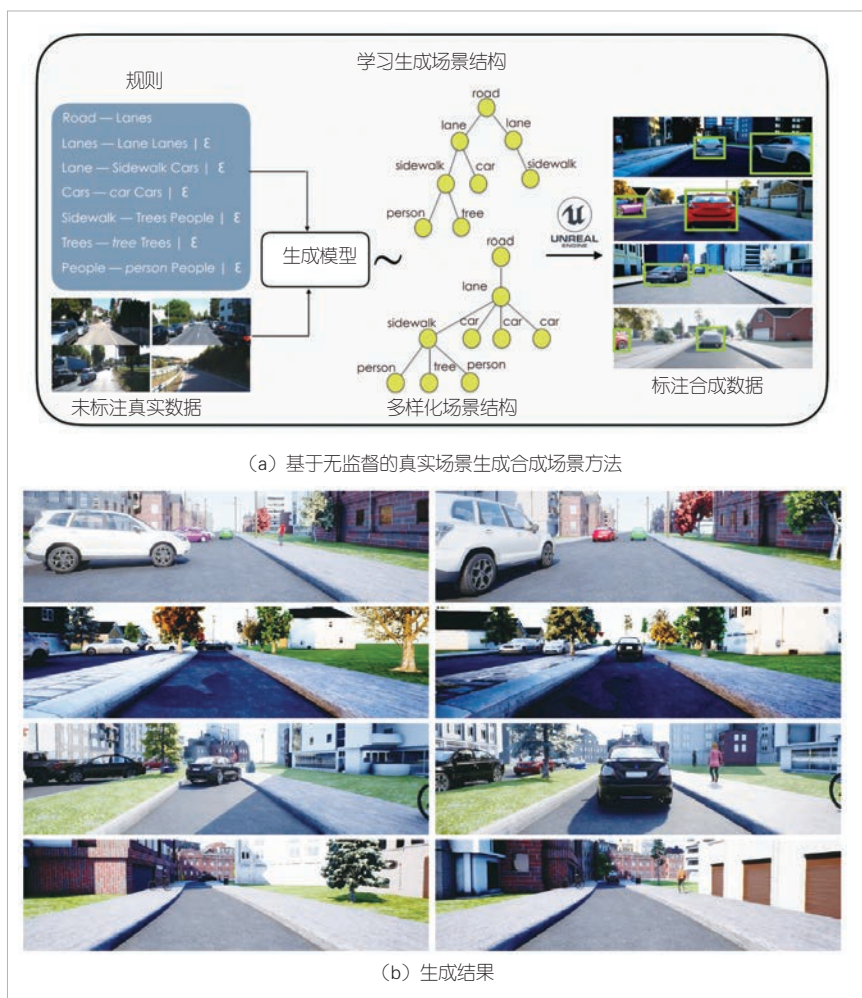 学习生成场景结构
规则
Road — Lanes
Lanes — Lane Lanes | ε
Lane — Sidewalk Cars | ε
Cars — car Cars | ε
Sidewalk — Trees People | ε
Trees — tree Trees | ε
People — person People | ε
未标注真实数据
生成模型
~
road
lane
lane
sidewalk
car
sidewalk
person
tree
road
lane
sidewalk
car
car
car
person
tree
person
多样化场景结构
UNREAL
ENGINE
标注合成数据
(a)基于无监督的真实场景生成合成场景方法
(b)生成结果